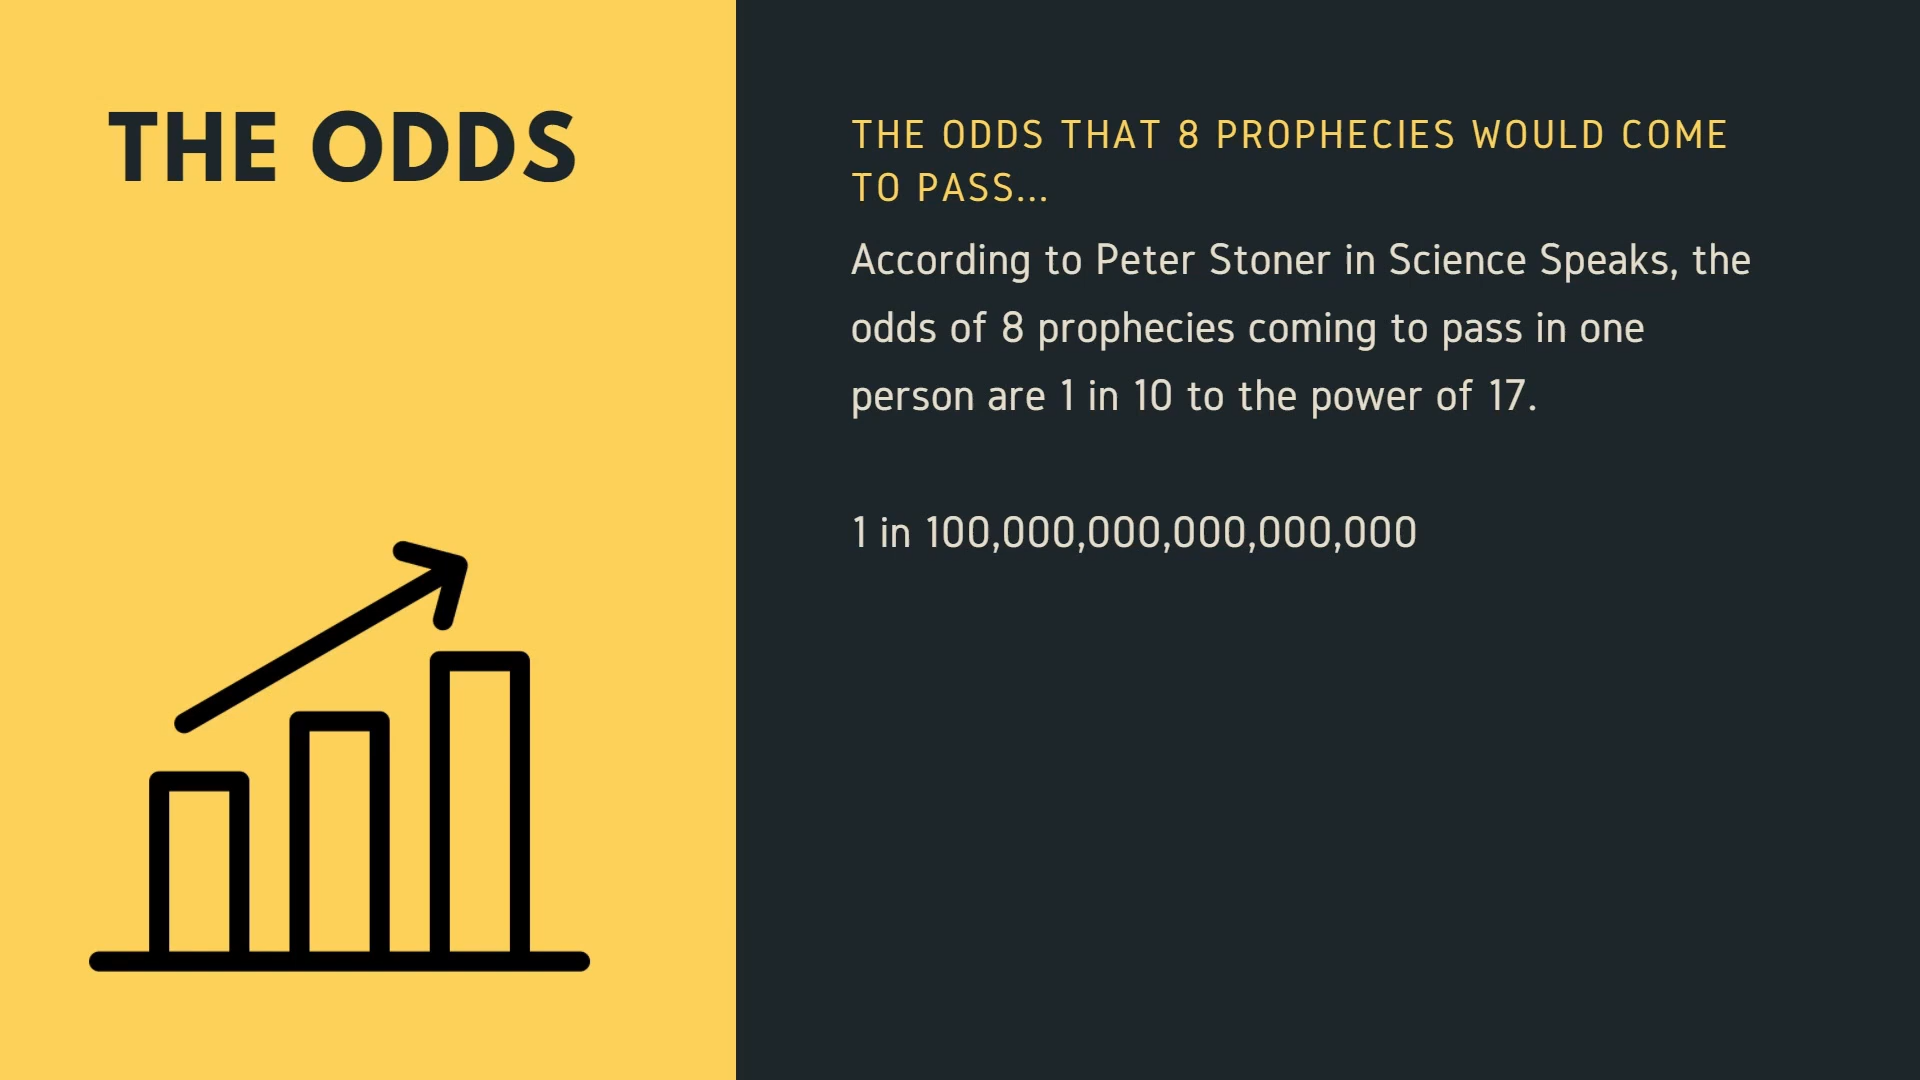 THE ODDS
THE ODDS THAT 8 PROPHECIES WOULD COME
TO PASS...
According to Peter Stoner in Science Speaks, the
odds of 8 prophecies coming to pass in one
person are 1 in 10 to the power of 17.
1 in 100,000,000,000,000,000